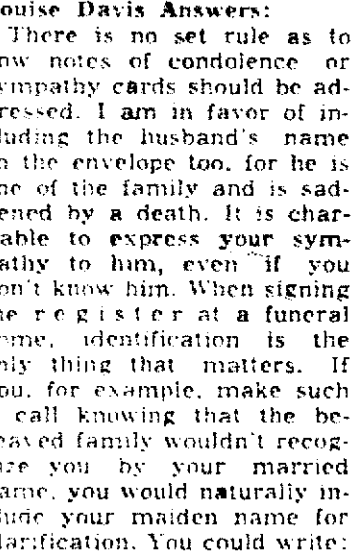 ouise Davis Answers:
There is no set rule as to
ow notes of condolence or
ympathy cards should be ad-
ressed. I am in favor of in-
luding the husband's name
n the envelope too, for he is
ne of the family and is sad-
ened by a death. It is char-
able to express your sym-
athy to him, even if you
on't know him. When signing
he register at a funeral
ome, identification is the
nly thing that matters. If
ou, for example, make such
call knowing that the be-
eaved family wouldn't recog-
ize you by your married
ame, you would naturally in-
lude your maiden name for
larification. You could write: